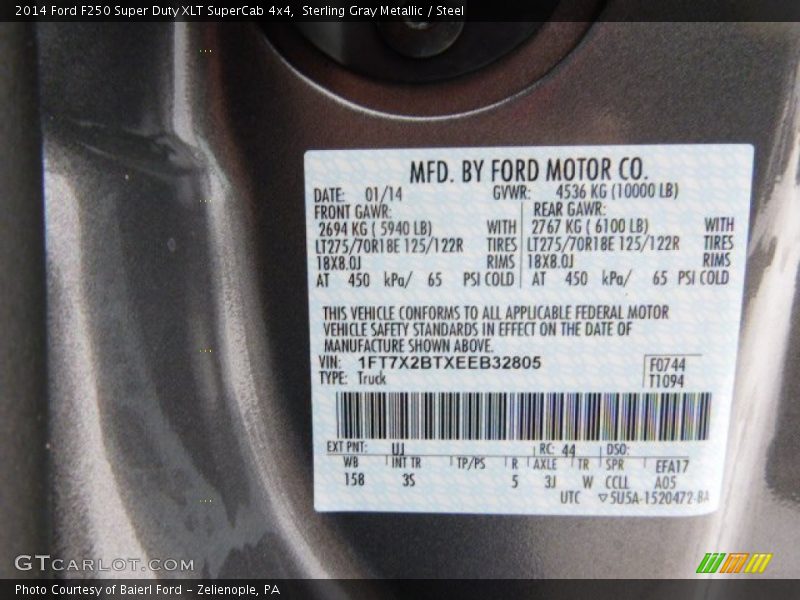 2014 Ford F250 Super Duty XLT SuperCab 4x4,  Sterling Gray Metallic / Steel
MFD. BY FORD MOTOR CO.
DATE: 01/14 GVWR: 4536 KG (10000 LB)
FRONT GAWR: REAR GAWR:
2694 KG ( 5940 LB) WITH 2767 KG ( 6100 LB) WITH
LT275/70R18E 125/122R TIRES LT275/70R18E 125/122R TIRES
18X8.0J RIMS 18X8.0J RIMS
AT 450 kPa/ 65 PSI COLD AT 450 kPa/ 65 PSI COLD
THIS VEHICLE CONFORMS TO ALL APPLICABLE FEDERAL MOTOR
VEHICLE SAFETY STANDARDS IN EFFECT ON THE DATE OF
MANUFACTURE SHOWN ABOVE.
VIN: 1FT7X2BTXEEB32805 F0744
TYPE: Truck T1094
EXT PNT: UJ RC: 44 DSO:
WB INT TR TP/PS R AXLE TR SPR EFA17
158 3S 5 3J W CCLL A05
UTC ▽5U5A-1520472-BA
GTCARLOT.COM
Photo Courtesy of Baierl Ford – Zelienople, PA